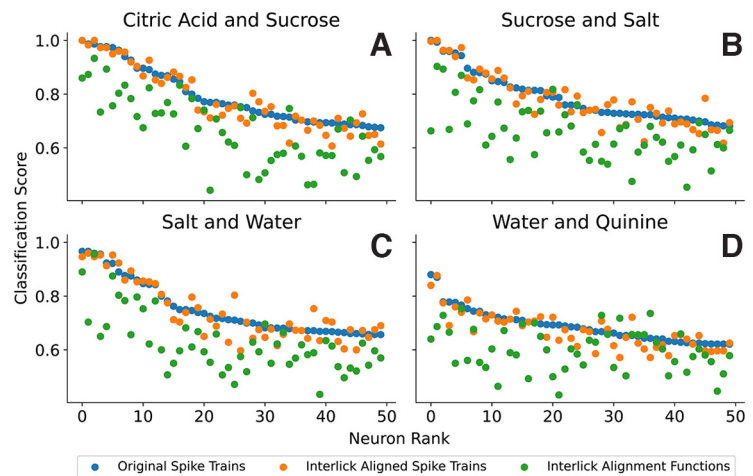 Citric Acid and Sucrose
Sucrose and Salt
1.0
0.8
0.6
A
B
Salt and Water
Water and Quinine
1.0
0.8
0.6
C
D
0 10 20 30 40 50
0 10 20 30 40 50
Classification Score
Neuron Rank
Original Spike Trains
Interlick Aligned Spike Trains
Interlick Alignment Functions